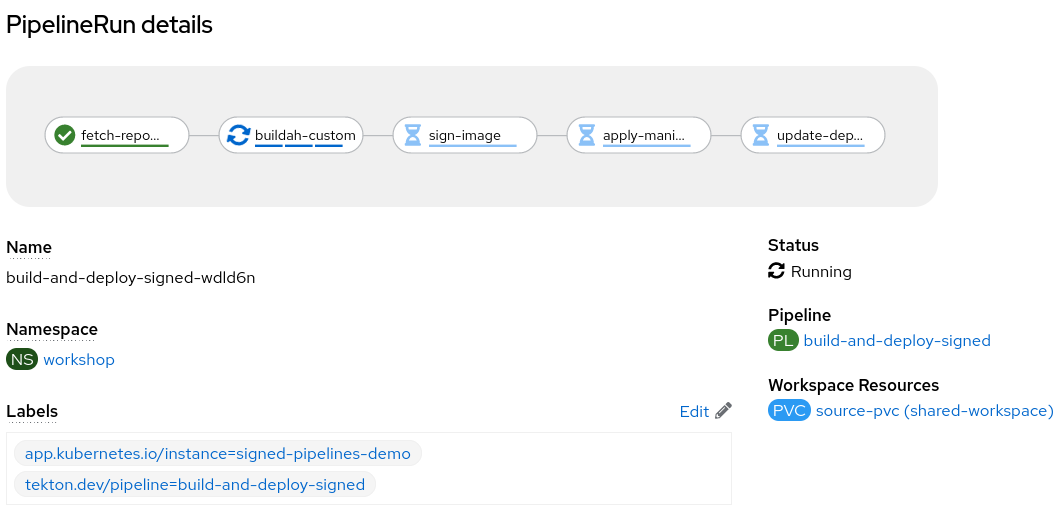 PipelineRun details
fetch-repo...
buildah-custom
sign-image
apply-mani...
update-dep...
Name
build-and-deploy-signed-wdld6n
Namespace
NS workshop
Labels
Edit
app.kubernetes.io/instance=signed-pipelines-demo
tekton.dev/pipeline=build-and-deploy-signed
Status
Running
Pipeline
PL build-and-deploy-signed
Workspace Resources
PVC source-pvc (shared-workspace)